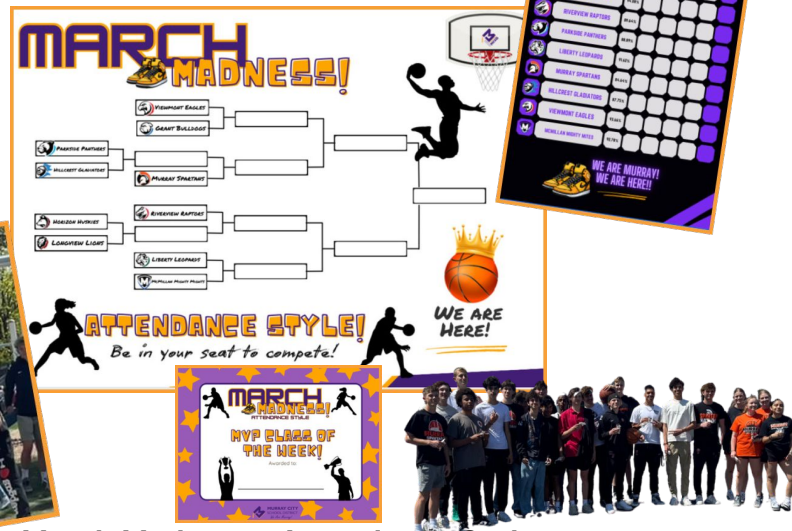 MARCH
MADNESS!
VIEWMONT EAGLES
GRANT BULLDOGS
PARKSIDE PANTHERS
HILLCREST GLADIATORS
MURRAY SPARTANS
HORIZON HUSKIES
LONGVIEW LIONS
RIVERVIEW RAPTORS
LIBERTY LEOPARDS
MCMILLAN MIGHTY MIGHTS
ATTENDANCE STYLE!
Be in your seat to compete!
WE ARE
HERE!
RIVERVIEW RAPTORS
PARKSIDE PANTHERS
LIBERTY LEOPARDS
MURRAY SPARTANS
HILLCREST GLADIATORS
VIEWMONT EAGLES
MCMILLAN MIGHTY MITES
WE ARE MURRAY!
WE ARE HERE!!
MARCH
MADNESS!
ATTENDANCE STYLE
MVP CLASS OF
THE WEEK!
Awarded to:
MURRAY CITY